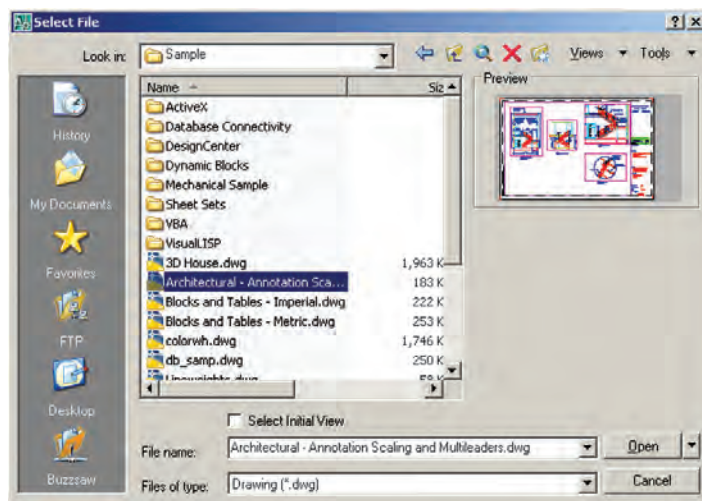 Select File
Look in: Sample Views Tools
Name Siz Preview
ActiveX
Database Connectivity
DesignCenter
Dynamic Blocks
Mechanical Sample
Sheet Sets
VBA
VisualLISP
3D House.dwg 1,963 K
Architectural - Annotation Sca... 183 K
Blocks and Tables - Imperial.dwg 222 K
Blocks and Tables - Metric.dwg 253 K
colorwh.dwg 1,746 K
db_samp.dwg 250 K
Lineweights.dwg 58 K
History
My Documents
Favorites
FTP
Desktop
Buzzsaw
Select Initial View
File name: Architectural - Annotation Scaling and Multileaders.dwg Open
Files of type: Drawing (*.dwg) Cancel